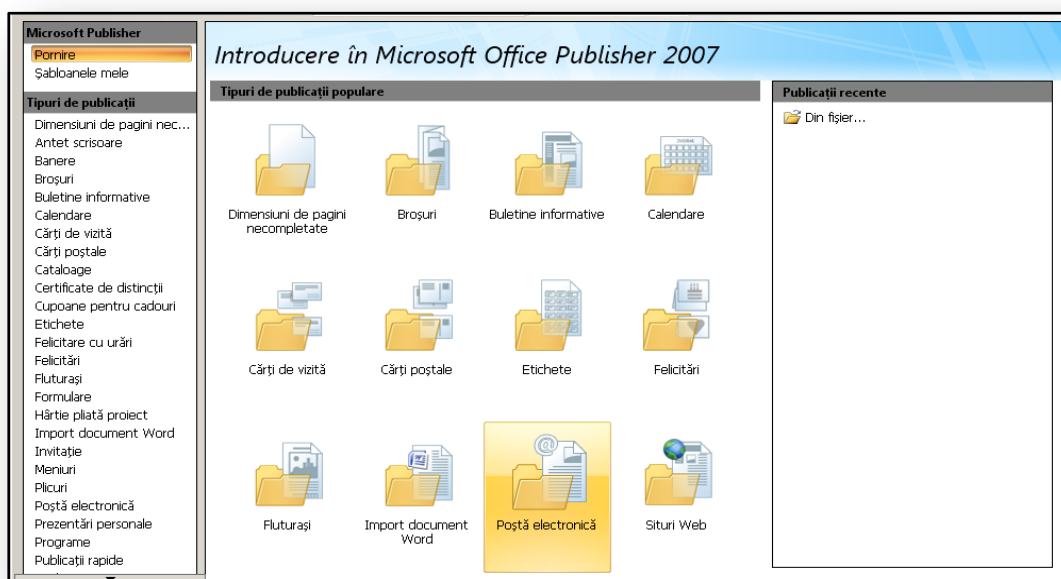 Microsoft Publisher
Pornire
Șabloanele mele
Tipuri de publicații
Dimensiuni de pagini nec...
Antet scrisoare
Banere
Broșuri
Buletine informative
Calendare
Cărți de vizită
Cărți poștale
Cataloage
Certificate de distincții
Cupoane pentru cadouri
Etichete
Felicitare cu urări
Felicitări
Fluturași
Formulare
Hârtie pliată proiect
Import document Word
Invitație
Meniuri
Plicuri
Poștă electronică
Prezentări personale
Programe
Publicații rapide
Introducere în Microsoft Office Publisher 2007
Tipuri de publicații populare
Dimensiuni de pagini
necompletate
Broșuri
Buletine informative
Calendare
Cărți de vizită
Cărți poștale
Etichete
Felicitări
Fluturași
Import document
Word
Poștă electronică
Situri Web
Publicații recente
Din fișier...